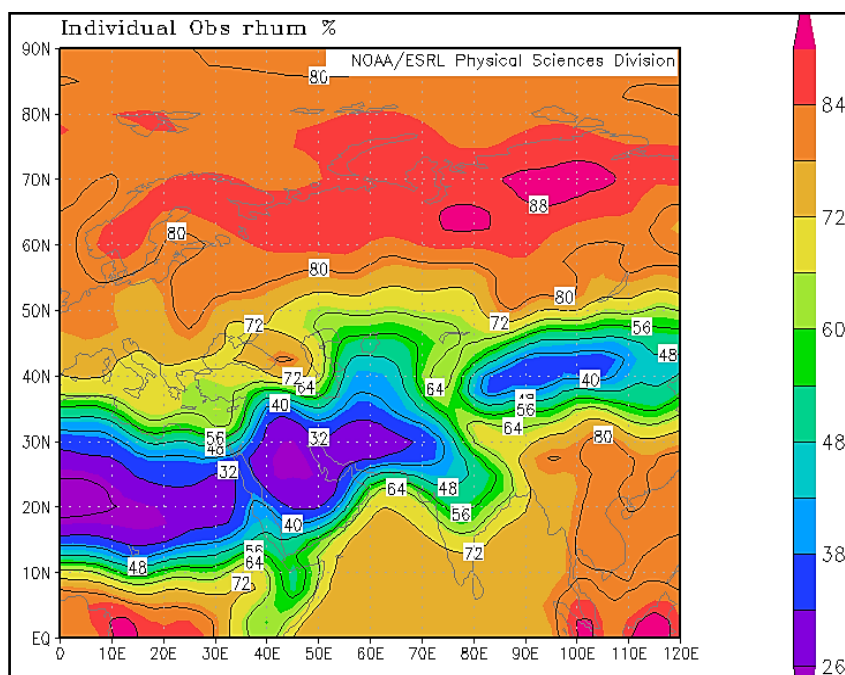 Individual Obs rhum %
NOAA/ESRL Physical Sciences Division
90N
80N
70N
60N
50N
40N
30N
20N
10N
EQ
0 10E 20E 30E 40E 50E 60E 70E 80E 90E 100E 110E 120E
80
88
80
80
80
72
72
56
48
72
64
64
40
40
48
56
64
56
48
32
32
80
64
48
56
40
56
64
72
48
72
84
72
60
48
38
26